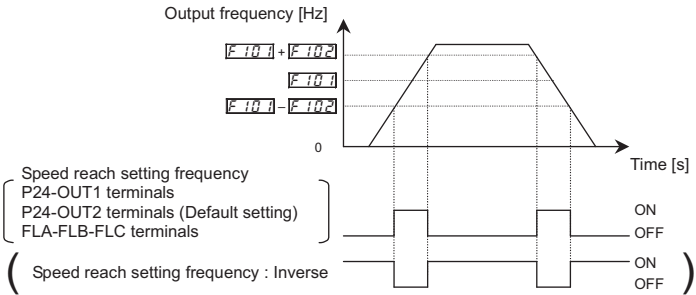 Output frequency [Hz]
F101 + F102
F101
F101 – F102
0
Time [s]
Speed reach setting frequency
P24-OUT1 terminals
P24-OUT2 terminals (Default setting)
FLA-FLB-FLC terminals
ON
OFF
( Speed reach setting frequency : Inverse
ON
OFF )